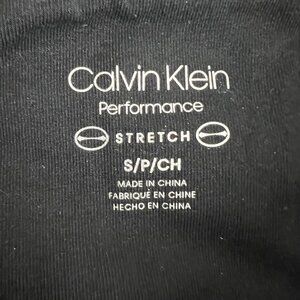 Calvin Klein
Performance
STRETCH
S/P/CH
MADE IN CHINA
FABRIQUÉ EN CHINE
HECHO EN CHINA